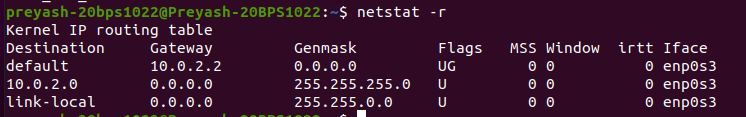 preyash-20bps1022@Preyash-20BPS1022:~$ netstat -r
Kernel IP routing table
Destination     Gateway         Genmask         Flags   MSS Window  irtt Iface
default         10.0.2.2        0.0.0.0         UG        0 0          0 enp0s3
10.0.2.0        0.0.0.0         255.255.255.0   U         0 0          0 enp0s3
link-local      0.0.0.0         255.255.0.0     U         0 0          0 enp0s3